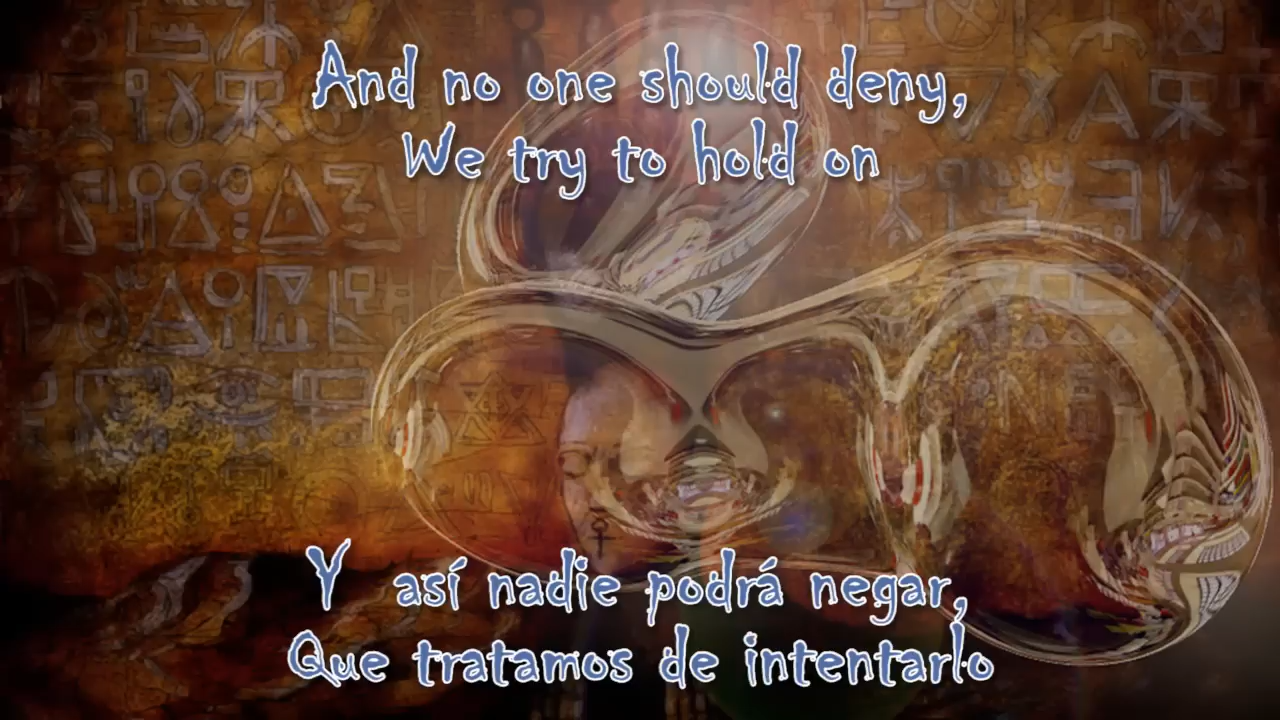 And no one should deny,
We try to hold on
Y así nadie podrá negar,
Que tratamos de intentarlo